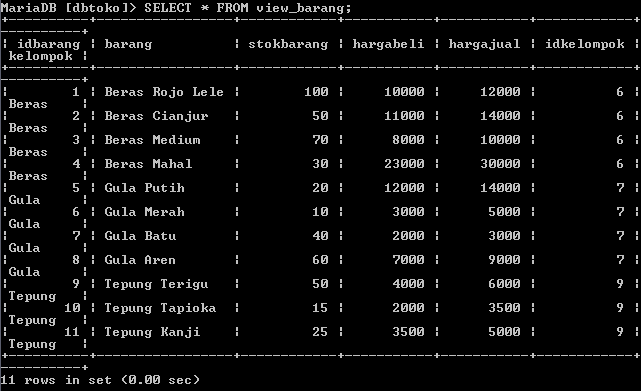 MariaDB [dbtoko]> SELECT * FROM view_barang;
+----------+------------------+------------+-----------+-----------+------------+
-----------+
¦ idbarang ¦ barang           ¦ stokbarang ¦ hargabeli ¦ hargajual ¦ idkelompok ¦
 kelompok ¦
+----------+------------------+------------+-----------+-----------+------------+
-----------+
¦        1 ¦ Beras Rojo Lele ¦        100 ¦     10000 ¦     12000 ¦          6 ¦
 Beras    ¦
¦        2 ¦ Beras Cianjur   ¦         50 ¦     11000 ¦     14000 ¦          6 ¦
 Beras    ¦
¦        3 ¦ Beras Medium    ¦         70 ¦      8000 ¦     10000 ¦          6 ¦
 Beras    ¦
¦        4 ¦ Beras Mahal     ¦         30 ¦     23000 ¦     30000 ¦          6 ¦
 Beras    ¦
¦        5 ¦ Gula Putih      ¦         20 ¦     12000 ¦     14000 ¦          7 ¦
 Gula     ¦
¦        6 ¦ Gula Merah      ¦         10 ¦      3000 ¦      5000 ¦          7 ¦
 Gula     ¦
¦        7 ¦ Gula Batu       ¦         40 ¦      2000 ¦      3000 ¦          7 ¦
 Gula     ¦
¦        8 ¦ Gula Aren       ¦         60 ¦      7000 ¦      9000 ¦          7 ¦
 Gula     ¦
¦        9 ¦ Tepung Terigu   ¦         50 ¦      4000 ¦      6000 ¦          9 ¦
 Tepung   ¦
¦       10 ¦ Tepung Tapioka  ¦         15 ¦      2000 ¦      3500 ¦          9 ¦
 Tepung   ¦
¦       11 ¦ Tepung Kanji    ¦         25 ¦      3500 ¦      5000 ¦          9 ¦
 Tepung   ¦
+----------+------------------+------------+-----------+-----------+------------+
-----------+
11 rows in set (0.00 sec)